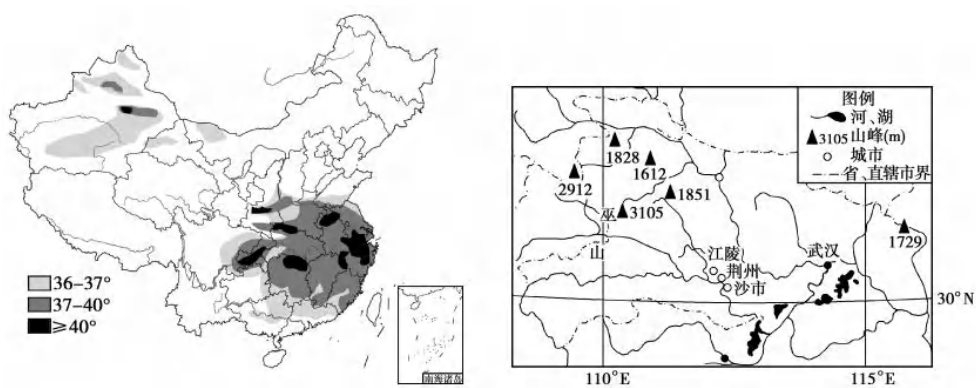 36-37°
37-40°
≥40°
南海诸岛
图例
河、湖
3105山峰(m)
城市
省、直辖市界
1828
1612
2912
1851
巫
3105
山
1729
江陵
武汉
荆州
沙市
30°N
110°E
115°E